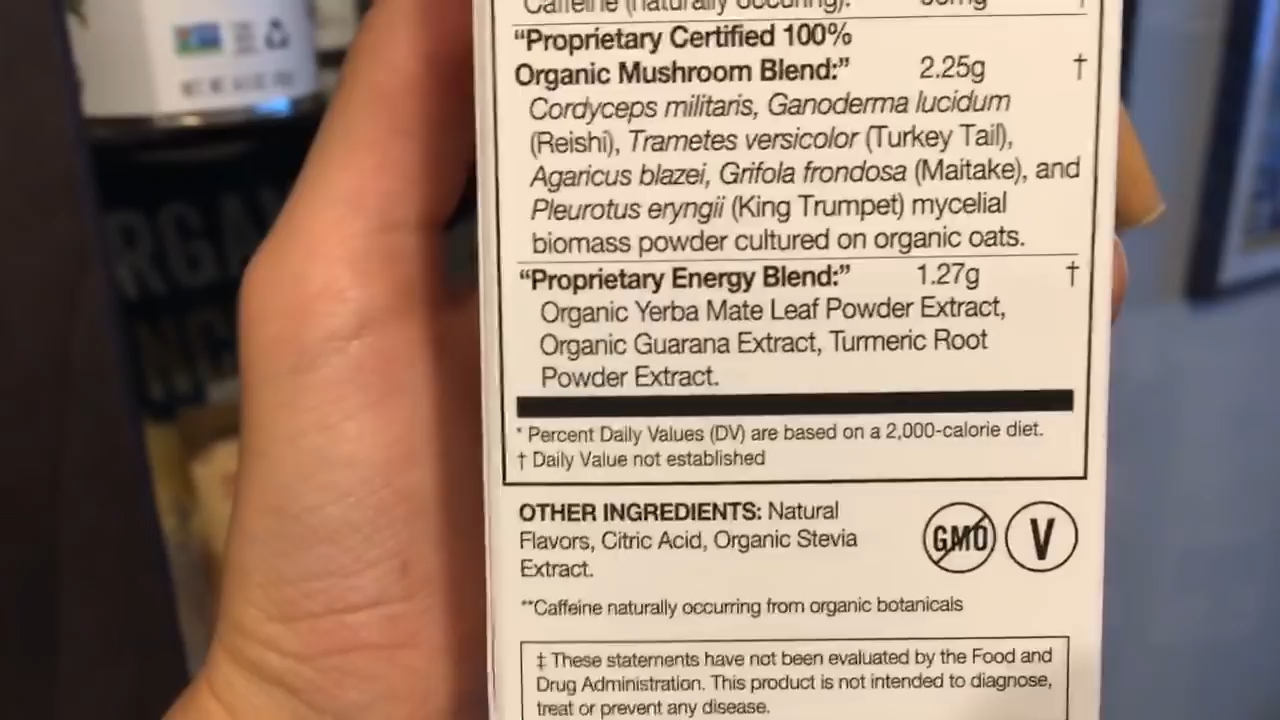 Caffeine (naturally occuring):
"Proprietary Certified 100%
Organic Mushroom Blend:" 2.25g †
Cordyceps militaris, Ganoderma lucidum
(Reishi), Trametes versicolor (Turkey Tail),
Agaricus blazei, Grifola frondosa (Maitake), and
Pleurotus eryngii (King Trumpet) mycelial
biomass powder cultured on organic oats.
"Proprietary Energy Blend:" 1.27g †
Organic Yerba Mate Leaf Powder Extract,
Organic Guarana Extract, Turmeric Root
Powder Extract.
* Percent Daily Values (DV) are based on a 2,000-calorie diet.
† Daily Value not established
OTHER INGREDIENTS: Natural
Flavors, Citric Acid, Organic Stevia
Extract.
GMO V
**Caffeine naturally occurring from organic botanicals
‡ These statements have not been evaluated by the Food and
Drug Administration. This product is not intended to diagnose,
treat or prevent any disease.